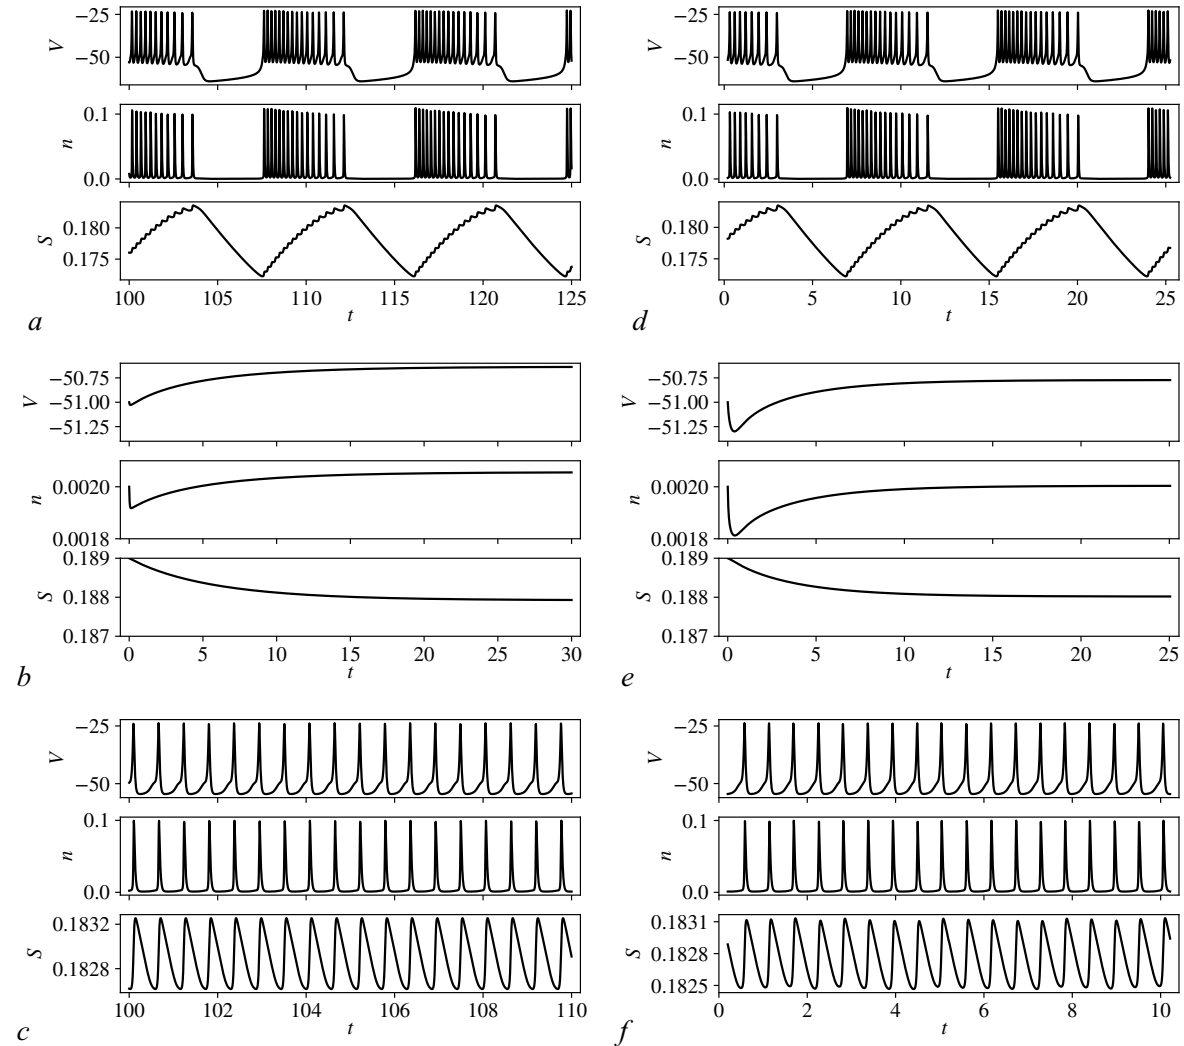 −25
−50
V
0.1
0.0
n
0.180
0.175
S
100 105 110 115 120 125
t
a
−25
−50
V
0.1
0.0
n
0.180
0.175
S
0 5 10 15 20 25
t
d
−50.75
−51.00
−51.25
V
0.0020
0.0018
n
0.189
0.188
0.187
S
0 5 10 15 20 25 30
t
b
−50.75
−51.00
−51.25
V
0.0020
0.0018
n
0.189
0.188
0.187
S
0 5 10 15 20 25
t
e
−25
−50
V
0.1
0.0
n
0.1832
0.1828
S
100 102 104 106 108 110
t
c
−25
−50
V
0.1
0.0
n
0.1831
0.1828
0.1825
S
0 2 4 6 8 10
t
f